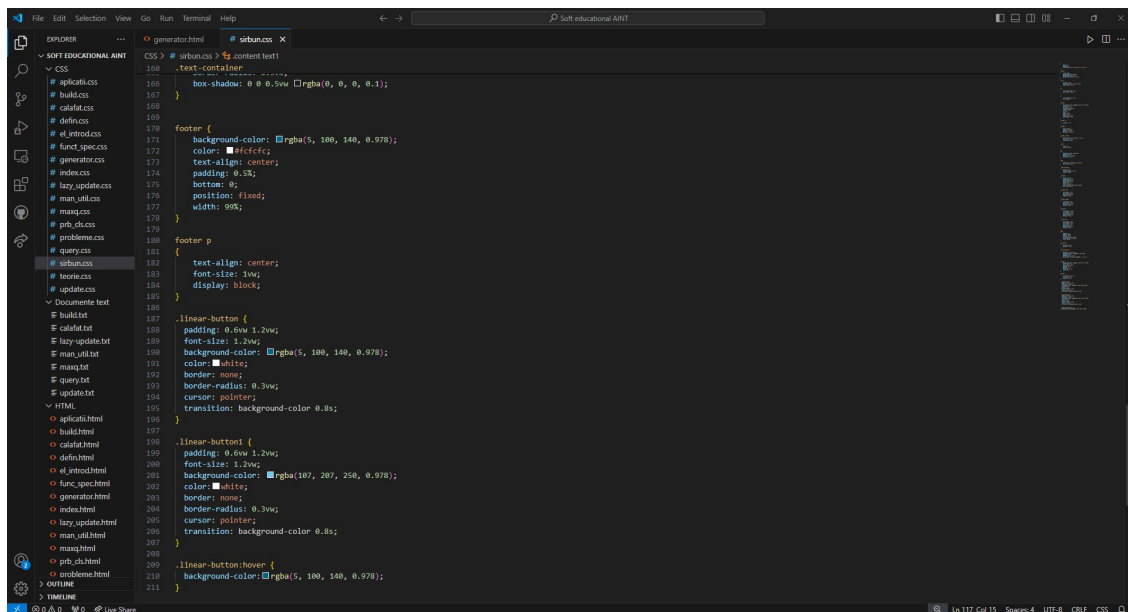 File Edit Selection View Go Run Terminal Help
Soft educational AINT
EXPLORER
generator.html
# sirbun.css
SOFT EDUCATIONAL AINT
CSS > # sirbun.css > .content text1
CSS
# aplicatii.css
# build.css
# calafat.css
# defin.css
# el_introd.css
# funct_spec.css
# generator.css
# index.css
# lazy_update.css
# man_util.css
# maxq.css
# prb_cls.css
# probleme.css
# query.css
# sirbun.css
# teorie.css
# update.css
Documente text
build.txt
calafat.txt
lazy-update.txt
man_util.txt
maxq.txt
query.txt
update.txt
HTML
aplicatii.html
build.html
calafat.html
defin.html
el_introd.html
func_spec.html
generator.html
index.html
lazy_update.html
man_util.html
maxq.html
prb_cls.html
probleme.html
OUTLINE
TIMELINE
160 .text-container
166 box-shadow: 0 0 0.5vw rgba(0, 0, 0, 0.1);
167 }
168
169
170 footer {
171 background-color: rgba(5, 100, 140, 0.978);
172 color: #fcfcfc;
173 text-align: center;
174 padding: 0.5%;
175 bottom: 0;
176 position: fixed;
177 width: 99%;
178 }
179
180 footer p
181 {
182 text-align: center;
183 font-size: 1vw;
184 display: block;
185 }
186
187 .linear-button {
188 padding: 0.6vw 1.2vw;
189 font-size: 1.2vw;
190 background-color: rgba(5, 100, 140, 0.978);
191 color: white;
192 border: none;
193 border-radius: 0.3vw;
194 cursor: pointer;
195 transition: background-color 0.8s;
196 }
197
198 .linear-button1 {
199 padding: 0.6vw 1.2vw;
200 font-size: 1.2vw;
201 background-color: rgba(107, 207, 250, 0.978);
202 color: white;
203 border: none;
204 border-radius: 0.3vw;
205 cursor: pointer;
206 transition: background-color 0.8s;
207 }
208
209 .linear-button:hover {
210 background-color: rgba(5, 100, 140, 0.978);
211 }
0 0 0 Live Share
Ln 117, Col 15 Spaces: 4 UTF-8 CRLF CSS